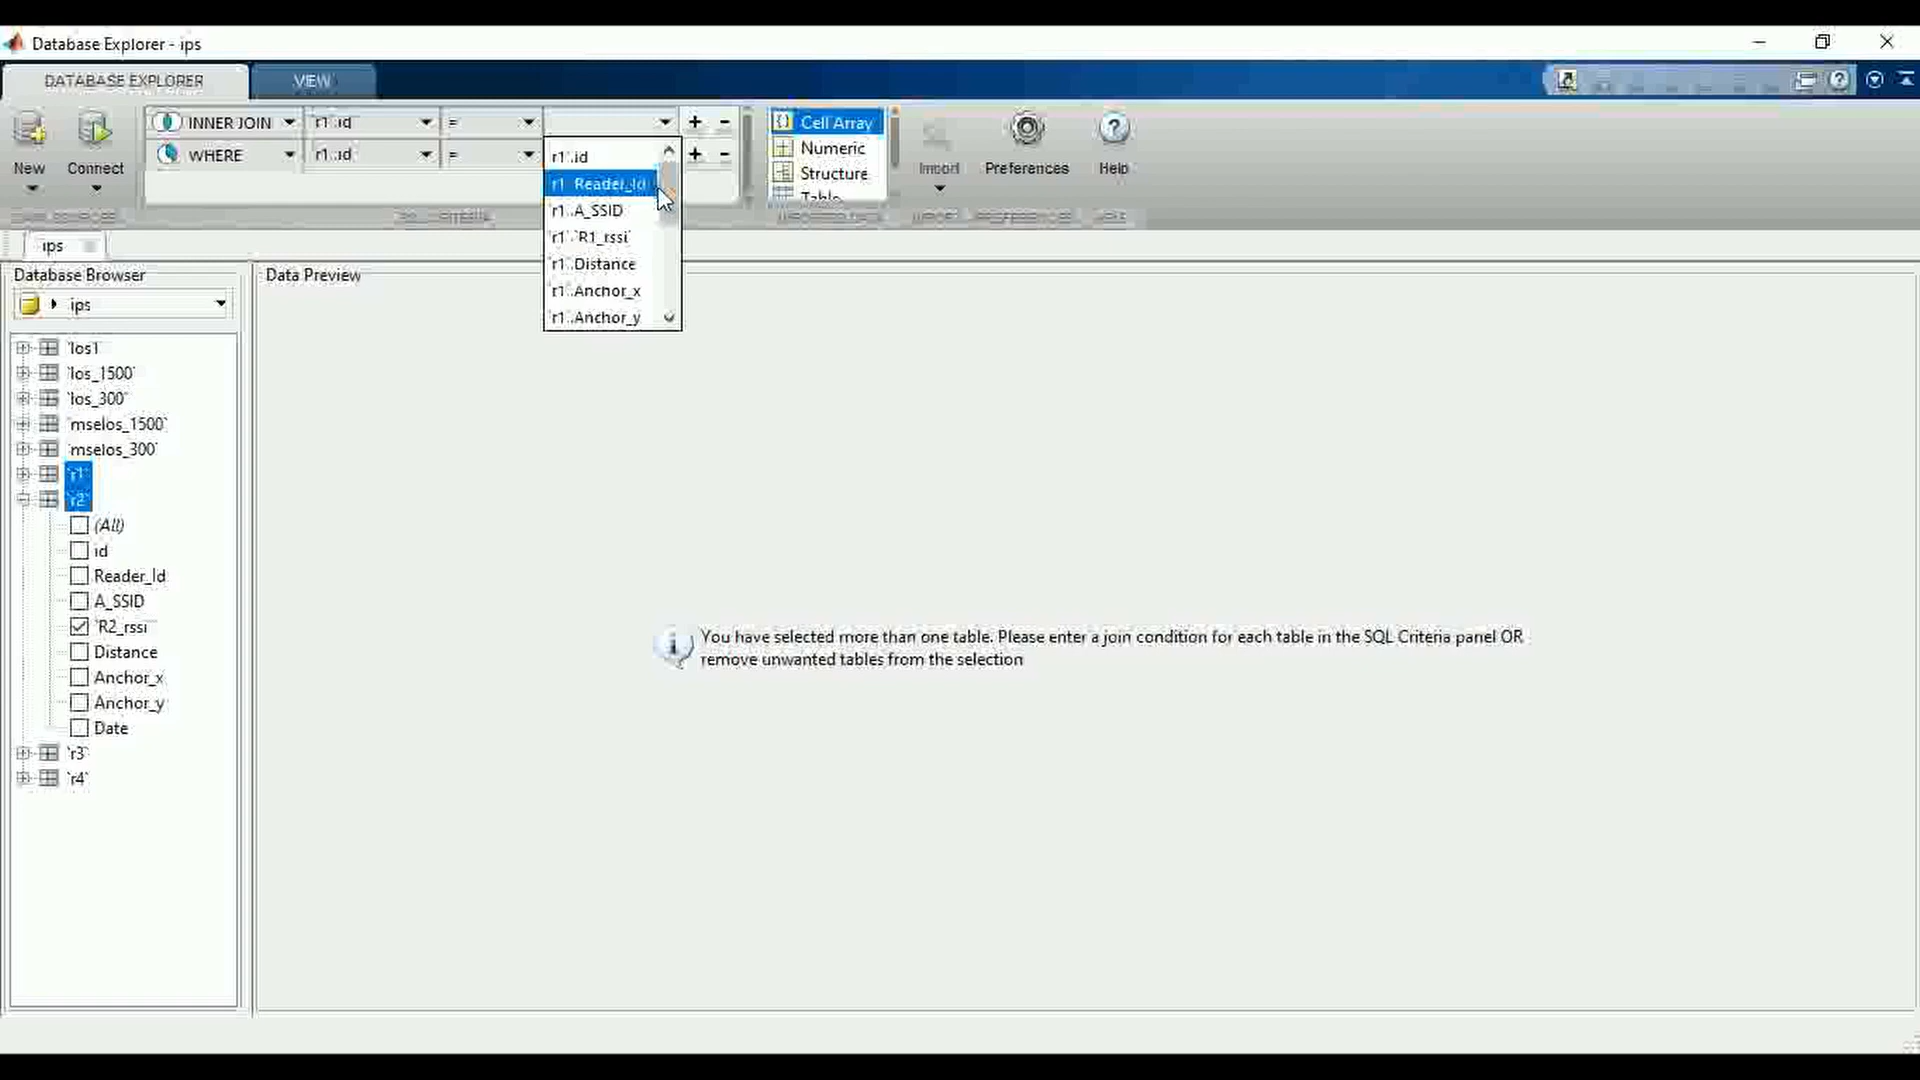 Database Explorer - ips
DATABASE EXPLORER
VIEW
New
Connect
INNER JOIN
`r1`.id
=
WHERE
`r1`.id
=
`r1`.id
`r1`.Reader_Id
`r1`.A_SSID
`r1`.`R1_rssi`
`r1`.Distance
`r1`.Anchor_x
`r1`.Anchor_y
Cell Array
Numeric
Structure
Table
Import
Preferences
Help
ips
Database Browser
ips
`los1`
`los_1500`
`los_300`
`mselos_1500`
`mselos_300`
`r1`
`r2`
(All)
id
Reader_Id
A_SSID
`R2_rssi`
Distance
Anchor_x
Anchor_y
Date
`r3`
`r4`
Data Preview
You have selected more than one table. Please enter a join condition for each table in the SQL Criteria panel OR
remove unwanted tables from the selection